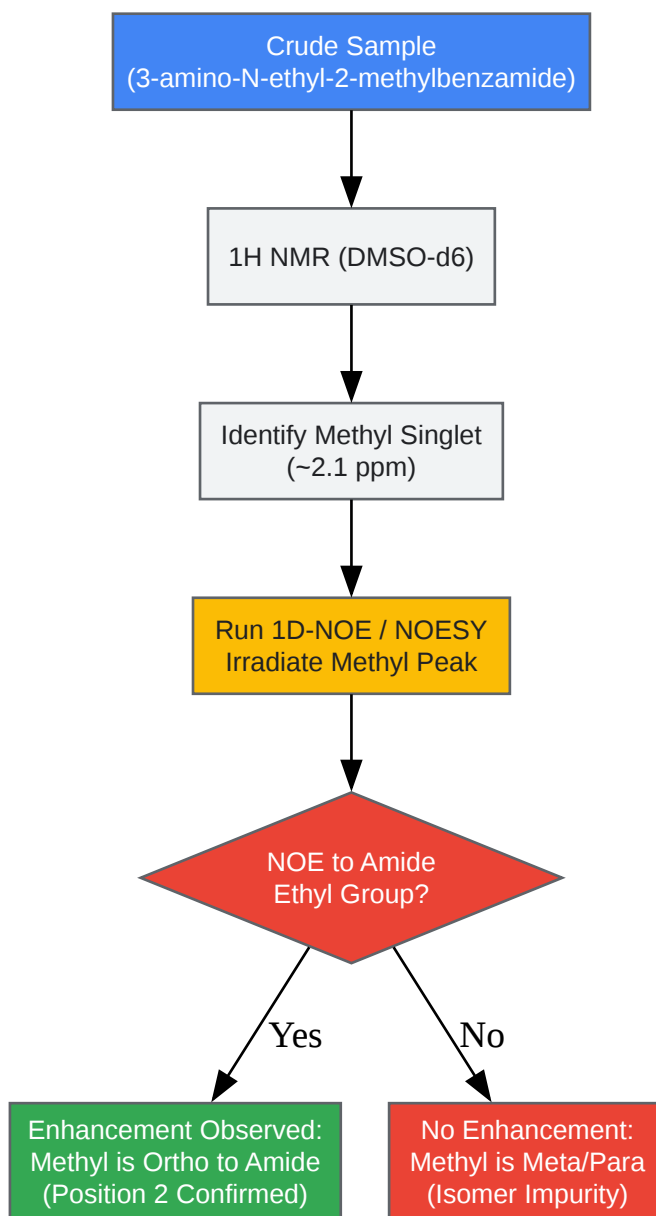 Crude Sample
(3-amino-N-ethyl-2-methylbenzamide)
1H NMR (DMSO-d6)
Identify Methyl Singlet
(~2.1 ppm)
Run 1D-NOE / NOESY
Irradiate Methyl Peak
NOE to Amide
Ethyl Group?
Yes
No
Enhancement Observed:
Methyl is Ortho to Amide
(Position 2 Confirmed)
No Enhancement:
Methyl is Meta/Para
(Isomer Impurity)